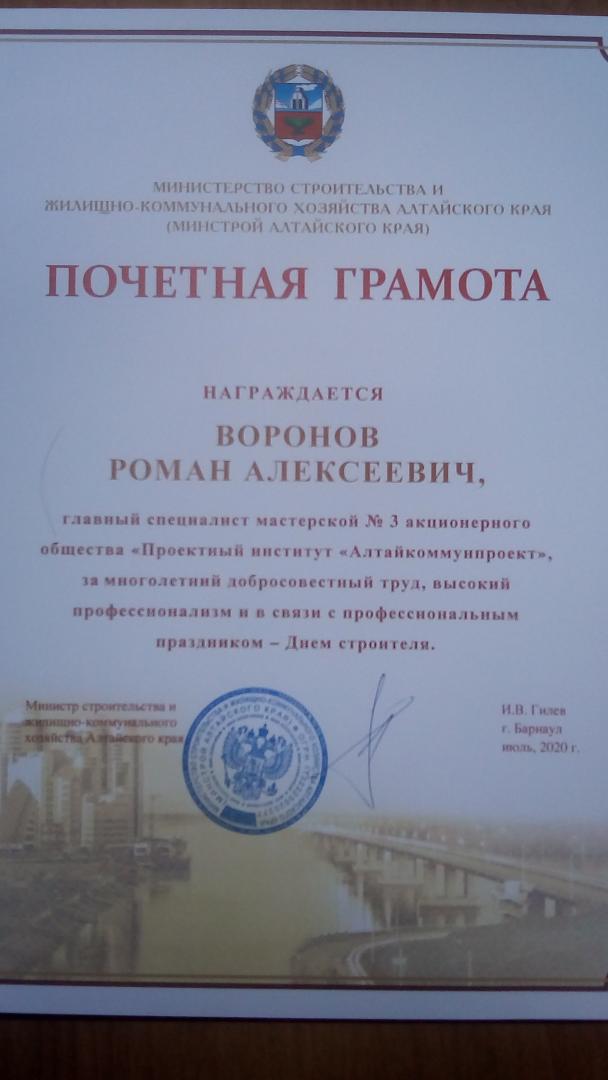 МИНИСТЕРСТВО СТРОИТЕЛЬСТВА И
ЖИЛИЩНО-КОММУНАЛЬНОГО ХОЗЯЙСТВА АЛТАЙСКОГО КРАЯ
(МИНСТРОЙ АЛТАЙСКОГО КРАЯ)
ПОЧЕТНАЯ ГРАМОТА
НАГРАЖДАЕТСЯ
ВОРОНОВ
РОМАН АЛЕКСЕЕВИЧ,
главный специалист мастерской № 3 акционерного
общества «Проектный институт «Алтайкоммунпроект»,
за многолетний добросовестный труд, высокий
профессионализм и в связи с профессиональным
праздником – Днем строителя.
Министр строительства и
жилищно-коммунального
хозяйства Алтайского края
И.В. Гилев
г. Барнаул
июль, 2020 г.